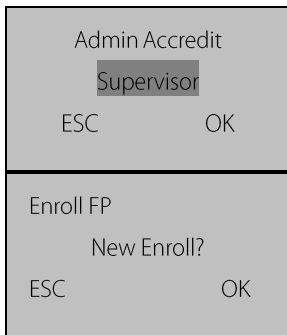 Admin Accredit
Supervisor
ESC OK
Enroll FP
New Enroll?
ESC OK